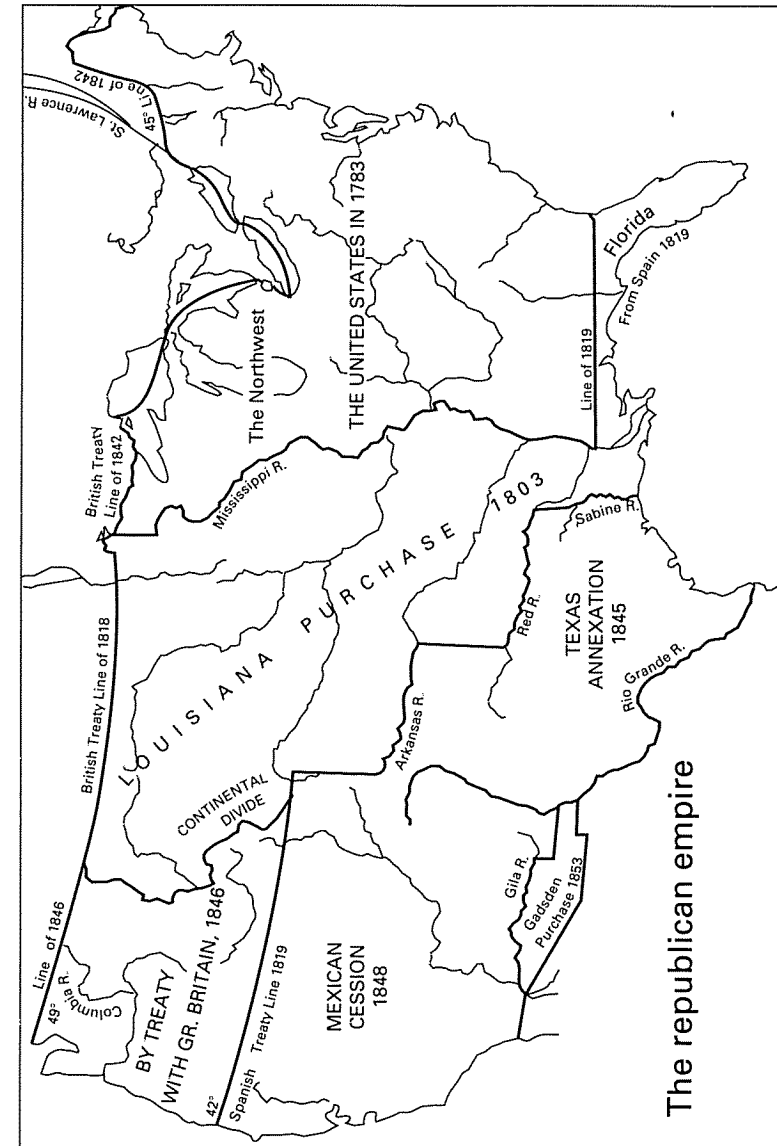 Line of 1846
49°
Columbia R.
BY TREATY
WITH GR. BRITAIN, 1846
42°
Spanish Treaty Line 1819
MEXICAN
CESSION
1848
British Treaty Line of 1818
LOUISIANA PURCHASE 1803
CONTINENTAL
DIVIDE
Arkansas R.
Red R.
Gila R.
Gadsden
Purchase 1853
TEXAS
ANNEXATION
1845
Rio Grande R.
Sabine R.
British Treaty
Line of 1842
Mississippi R.
The Northwest
THE UNITED STATES IN 1783
St. Lawrence R.
45° Line of 1842
Line of 1819
Florida
From Spain 1819
The republican empire